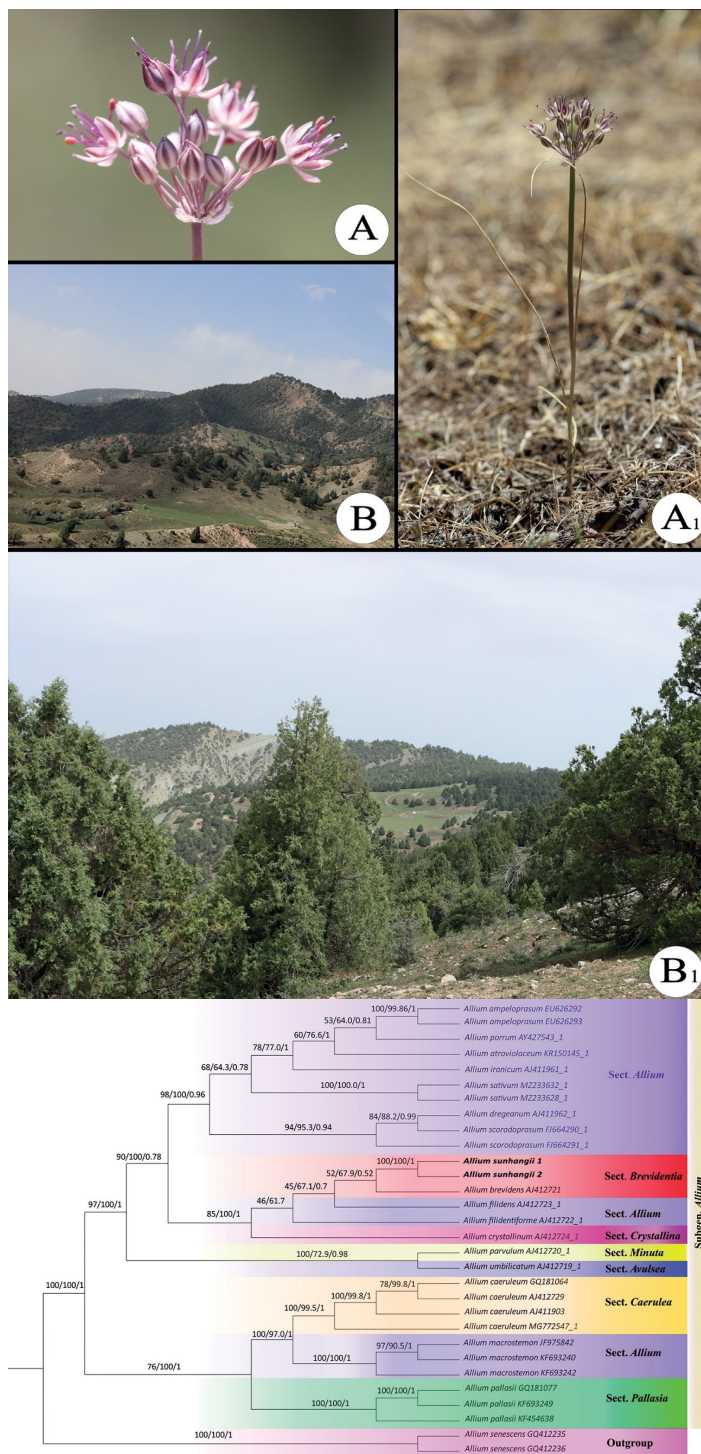 A
A1
B
B1
100/99.86/1
Allium ampeloprasum EU626292
53/64.0/0.81
Allium ampeloprasum EU626293
60/76.6/1
Allium porrum AY427543_1
78/77.0/1
Allium atroviolaceum KR150145_1
68/64.3/0.78
Allium iranicum AJ411961_1
Sect. Allium
98/100/0.96
100/100.0/1
Allium sativum MZ233632_1
Allium sativum MZ233628_1
84/88.2/0.99
Allium dregeanum AJ411962_1
94/95.3/0.94
Allium scorodoprasum FJ664290_1
Allium scorodoprasum FJ664291_1
90/100/0.78
100/100/1
Allium sunhangii 1
52/67.9/0.52
Allium sunhangii 2
Sect. Brevidentia
45/67.1/0.7
Allium brevidens AJ412721
97/100/1
46/61.7
Allium filidens AJ412723_1
Sect. Allium
85/100/1
Allium filidentiforme AJ412722_1
Allium crystallinum AJ412724_1
Sect. Crystallina
100/72.9/0.98
Allium parvulum AJ412720_1
Sect. Minuta
Allium umbilicatum AJ412719_1
Sect. Avulsea
Subgen. Allium
78/99.8/1
Allium caeruleum GQ181064
100/100/1
100/99.8/1
Allium caeruleum AJ412729
Sect. Caerulea
100/99.5/1
Allium caeruleum AJ411903
Allium caeruleum MG772547_1
100/97.0/1
97/90.5/1
Allium macrostemon JF975842
76/100/1
100/100/1
Allium macrostemon KF693240
Sect. Allium
Allium macrostemon KF693242
100/100/1
Allium pallasii GQ181077
100/100/1
Allium pallasii KF693249
Sect. Pallasia
Allium pallasii KF454638
100/100/1
Allium senescens GQ412235
Outgroup
Allium senescens GQ412236